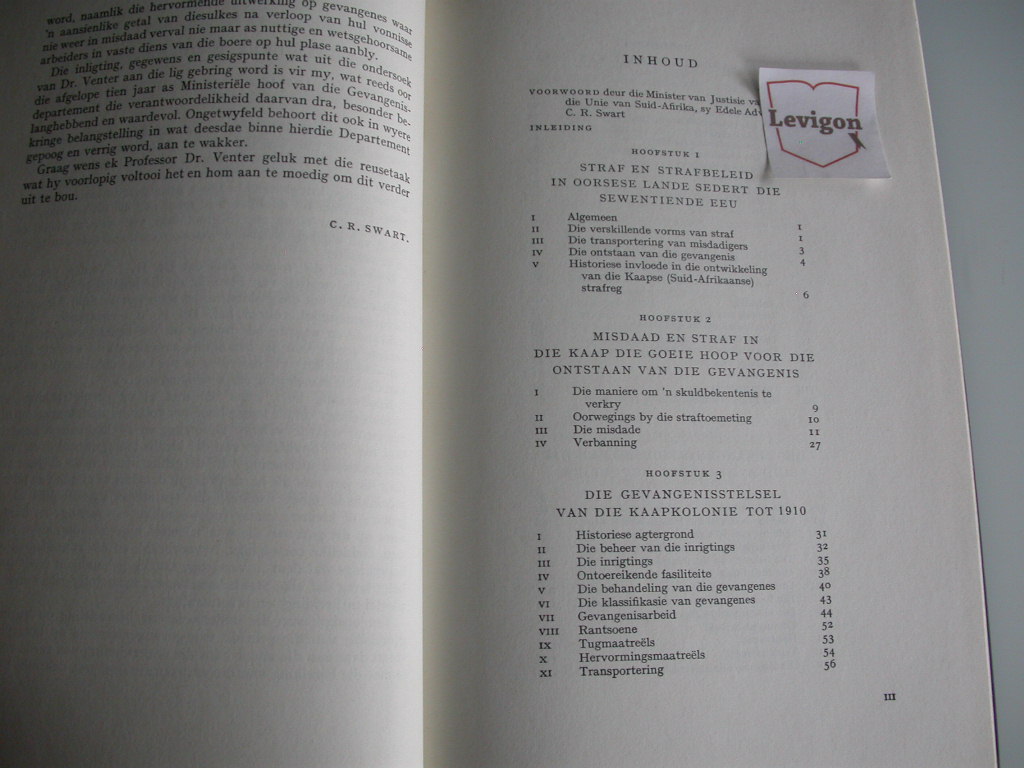 word, naamlik die hervormende uitwerking op gevangenes waar
'n aansienlike getal van diesulkes na verloop van hul vonnisse
nie weer in misdaad verval nie maar as nuttige en wetsgehoorsame
arbeiders in vaste diens van die boere op hul plase aanbly.
Die inligting, gegewens en gesigspunte wat uit die ondersoek
van Dr. Venter aan die lig gebring word is vir my, wat reeds oor
die afgelope tien jaar as Ministeriële hoof van die Gevangenis-
departement die verantwoordelikheid daarvan dra, besonder be-
langhebbend en waardevol. Ongetwyfeld behoort dit ook in wyere
kringe belangstelling in wat deesdae binne hierdie Departement
gepoog en verrig word, aan te wakker.
Graag wens ek Professor Dr. Venter geluk met die reusetaak
wat hy voorlopig voltooi het en hom aan te moedig om dit verder
uit te bou.
C. R. SWART.
INHOUD
VOORWOORD deur die Minister van Justisie
die Unie van Suid-Afrika, sy Edele
C. R. Swart
INLEIDING
Levigon
HOOFSTUK 1
STRAF EN STRAFBELEID
IN OORSESE LANDE SEDERT DIE
SEWENTIENDE EEU
I Algemeen 1
II Die verskillende vorms van straf 1
III Die transportering van misdadigers 3
IV Die ontstaan van die gevangenis 4
V Historiese invloede in die ontwikkeling
van die Kaapse (Suid-Afrikaanse)
strafreg 6
HOOFSTUK 2
MISDAAD EN STRAF IN
DIE KAAP DIE GOEIE HOOP VOOR DIE
ONTSTAAN VAN DIE GEVANGENIS
I Die maniere om 'n skuldbekentenis te
verkry 9
II Oorwegings by die straftoemeting 10
III Die misdade 11
IV Verbanning 27
HOOFSTUK 3
DIE GEVANGENISSTELSEL
VAN DIE KAAPKOLONIE TOT 1910
I Historiese agtergrond 31
II Die beheer van die inrigtings 32
III Die inrigtings 35
IV Ontoereikende fasiliteite 38
V Die behandeling van die gevangenes 40
VI Die klassifikasie van gevangenes 43
VII Gevangenisarbeid 44
VIII Rantsoene 52
IX Tugmaatreëls 53
X Hervormingsmaatreëls 54
XI Transportering 56
III